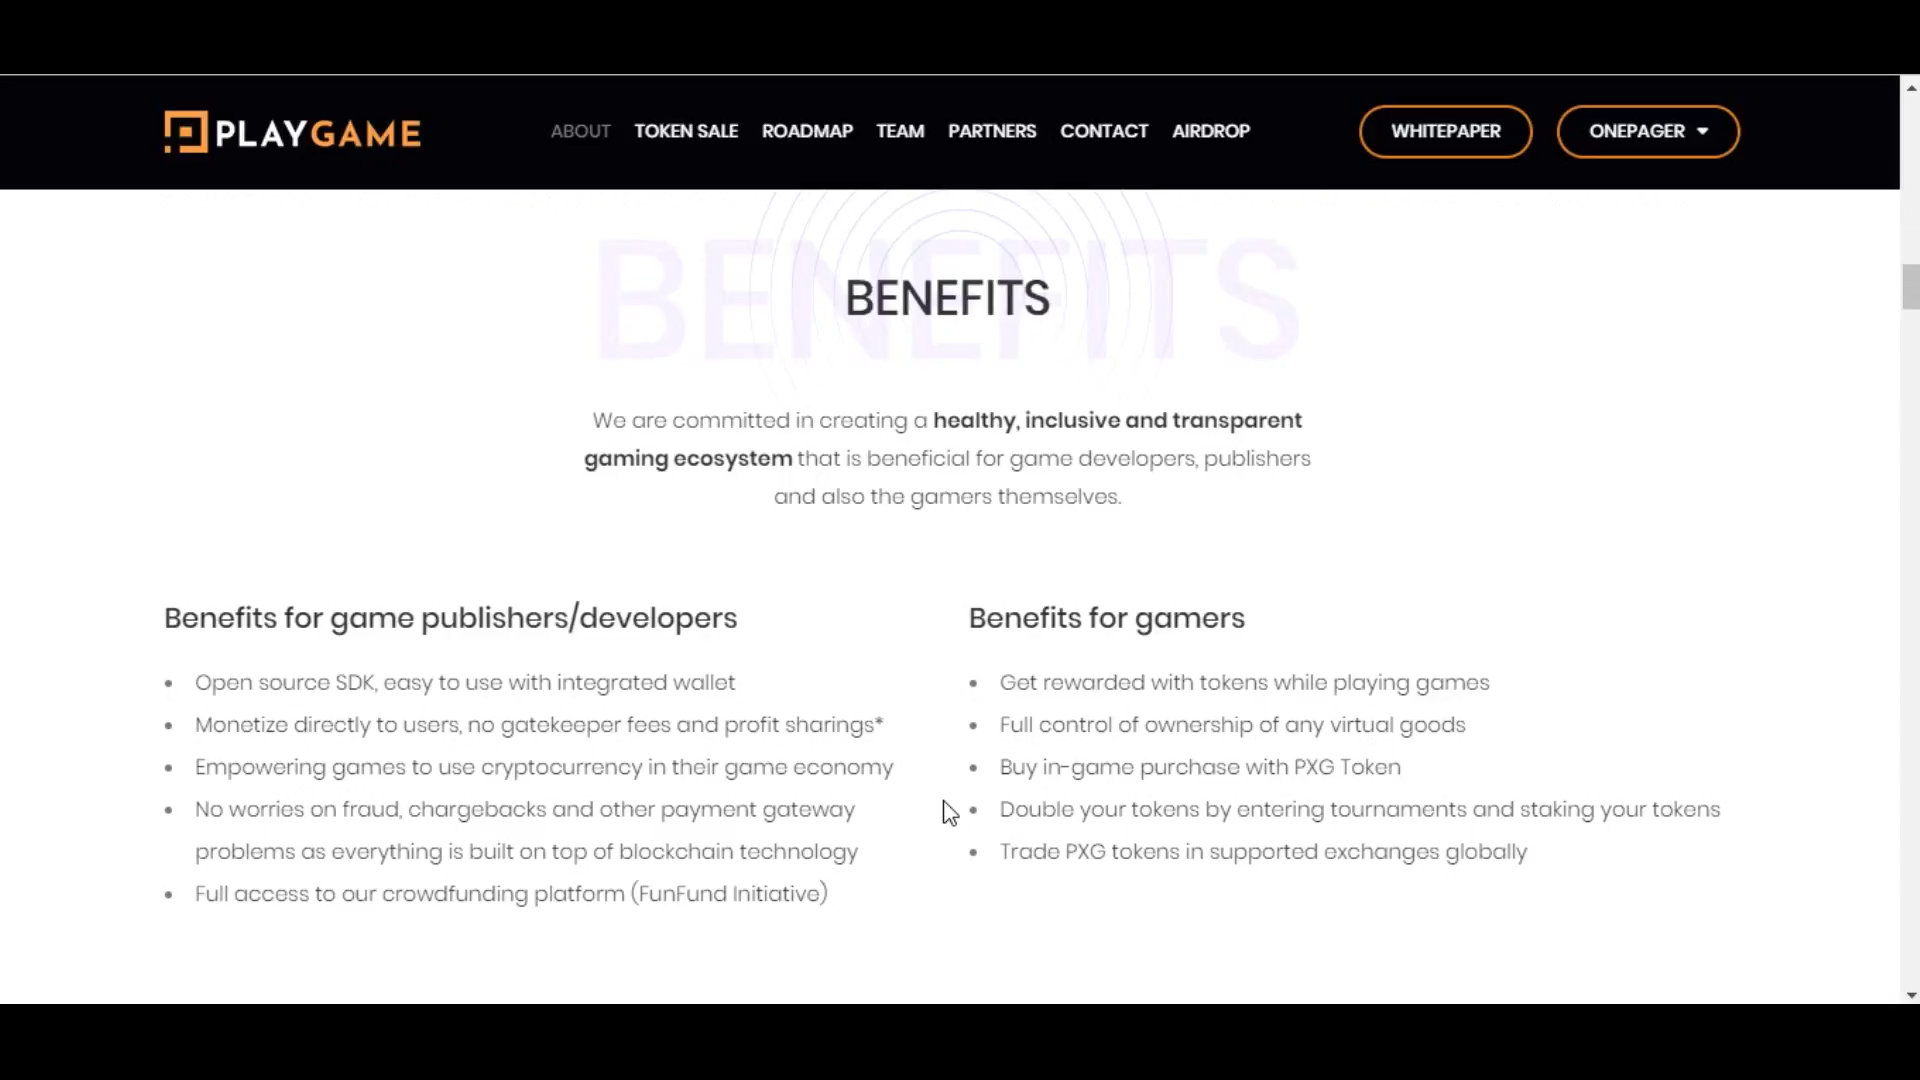 PLAYGAME
ABOUT TOKEN SALE ROADMAP TEAM PARTNERS CONTACT AIRDROP
WHITEPAPER
ONEPAGER
BENEFITS
BENEFITS
We are committed in creating a healthy, inclusive and transparent
gaming ecosystem that is beneficial for game developers, publishers
and also the gamers themselves.
Benefits for game publishers/developers
• Open source SDK, easy to use with integrated wallet
• Monetize directly to users, no gatekeeper fees and profit sharings*
• Empowering games to use cryptocurrency in their game economy
• No worries on fraud, chargebacks and other payment gateway
problems as everything is built on top of blockchain technology
• Full access to our crowdfunding platform (FunFund Initiative)
Benefits for gamers
• Get rewarded with tokens while playing games
• Full control of ownership of any virtual goods
• Buy in-game purchase with PXG Token
• Double your tokens by entering tournaments and staking your tokens
• Trade PXG tokens in supported exchanges globally